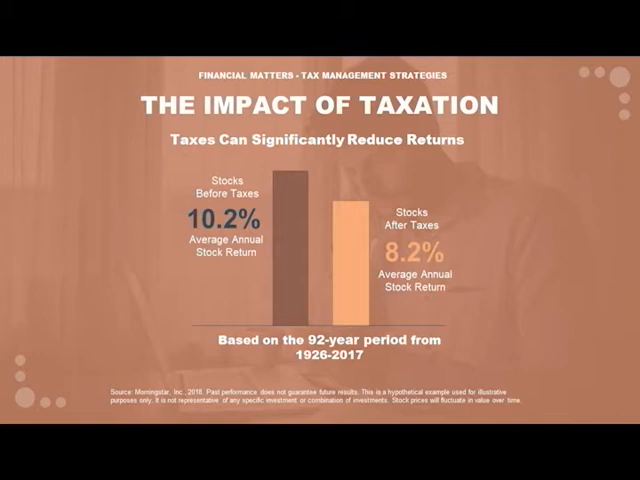 FINANCIAL MATTERS - TAX MANAGEMENT STRATEGIES
THE IMPACT OF TAXATION
Taxes Can Significantly Reduce Returns
Stocks
Before Taxes
10.2%
Average Annual
Stock Return
Stocks
After Taxes
8.2%
Average Annual
Stock Return
Based on the 92-year period from
1926-2017
Source: Morningstar, Inc., 2018. Past performance does not guarantee future results. This is a hypothetical example used for illustrative
purposes only. It is not representative of any specific investment or combination of investments. Stock prices will fluctuate in value over time.